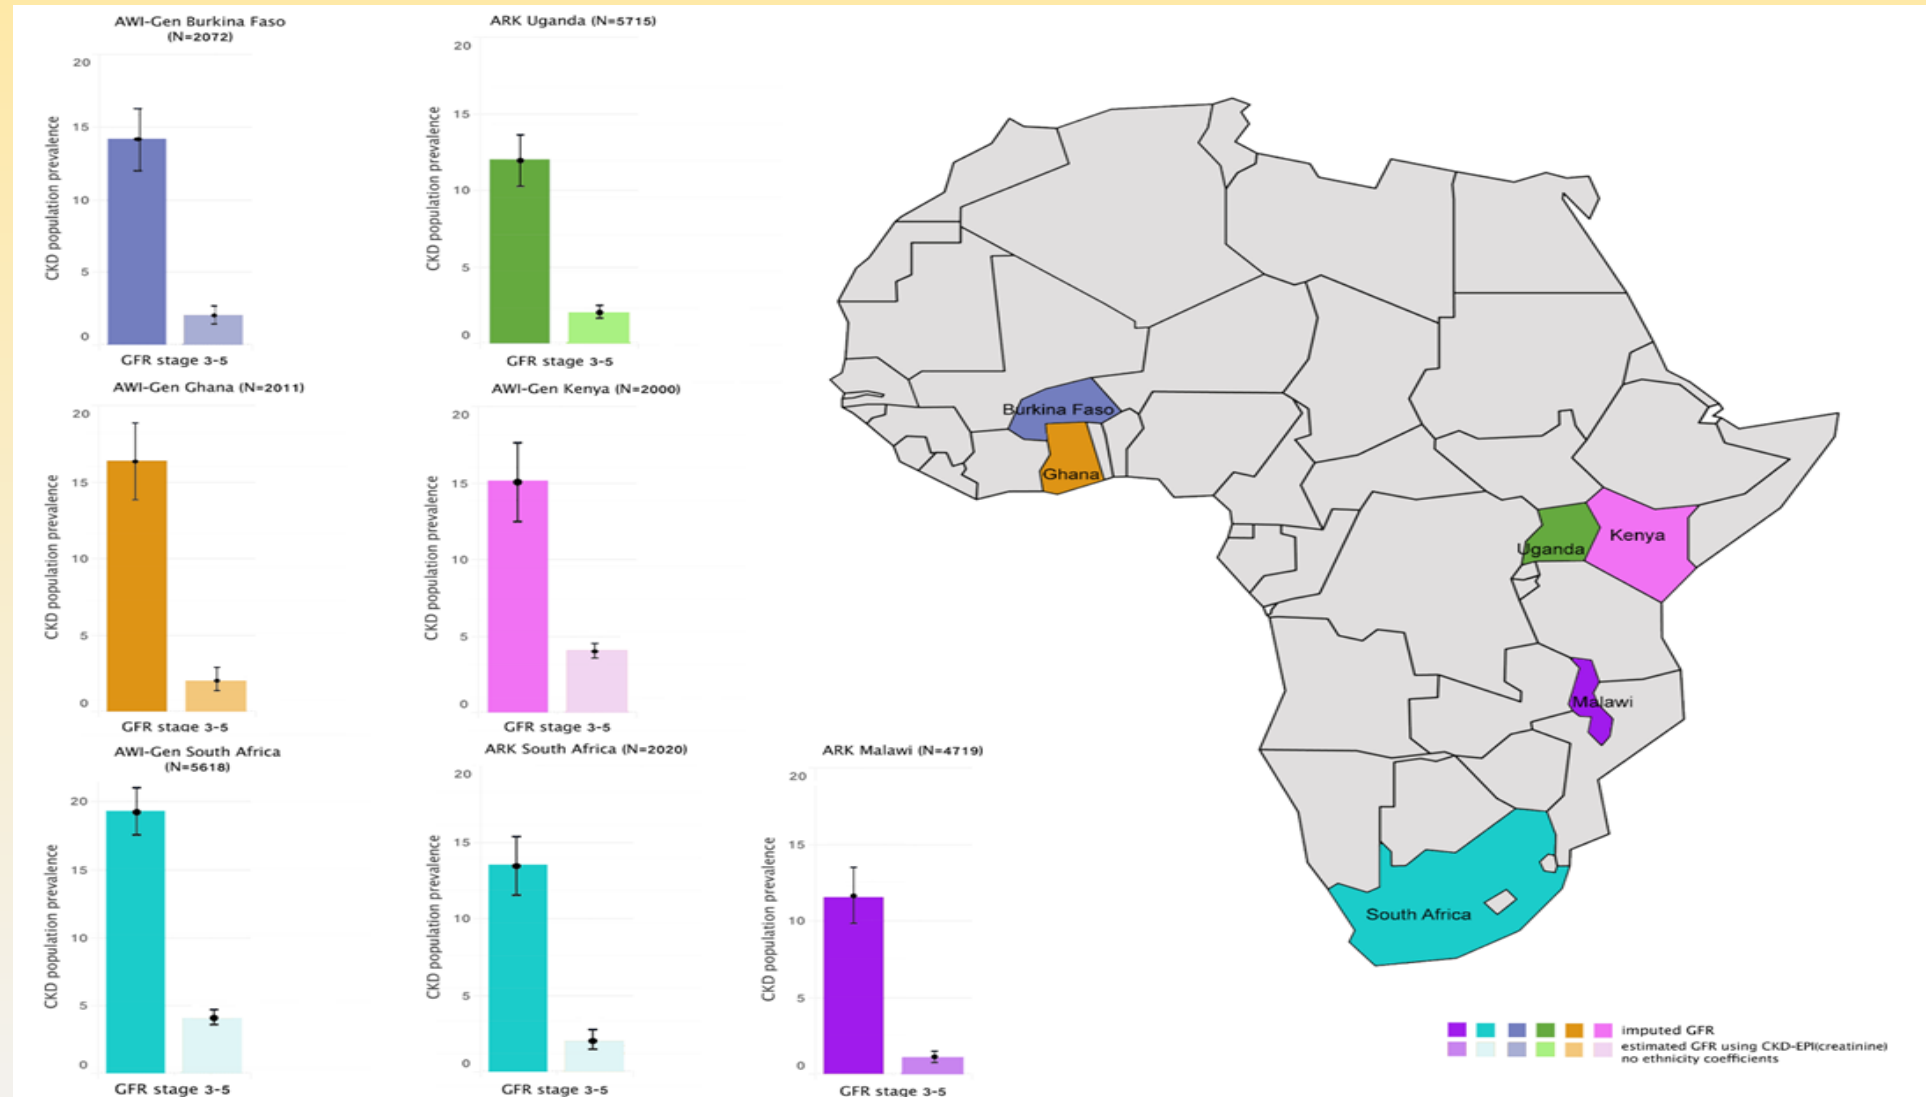 AWI-Gen Burkina Faso
(N=2072)
CKD population prevalence
20
15
10
5
0
GFR stage 3-5
ARK Uganda (N=5715)
CKD population prevalence
20
15
10
5
0
GFR stage 3-5
AWI-Gen Ghana (N=2011)
CKD population prevalence
20
15
10
5
0
GFR stage 3-5
AWI-Gen Kenya (N=2000)
CKD population prevalence
20
15
10
5
0
GFR stage 3-5
AWI-Gen South Africa
(N=5618)
CKD population prevalence
20
15
10
5
0
GFR stage 3-5
ARK South Africa (N=2020)
CKD population prevalence
20
15
10
5
0
GFR stage 3-5
ARK Malawi (N=4719)
CKD population prevalence
20
15
10
5
0
GFR stage 3-5
Burkina Faso
Ghana
Uganda
Kenya
Malawi
South Africa
imputed GFR
estimated GFR using CKD-EPI(creatinine)
no ethnicity coefficients